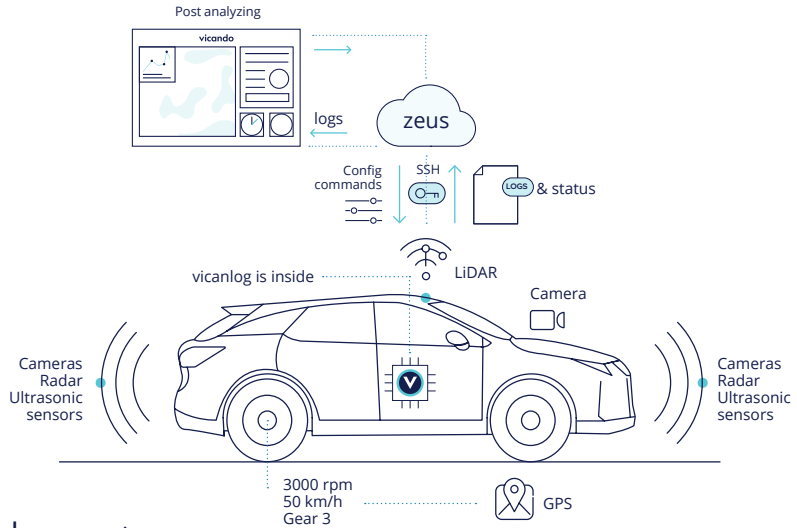 Post analyzing
vicando
logs
zeus
Config
commands
SSH
LOGS
& status
vicanlog is inside
LiDAR
Camera
Cameras
Radar
Ultrasonic
sensors
V
Cameras
Radar
Ultrasonic
sensors
3000 rpm
50 km/h
Gear 3
GPS